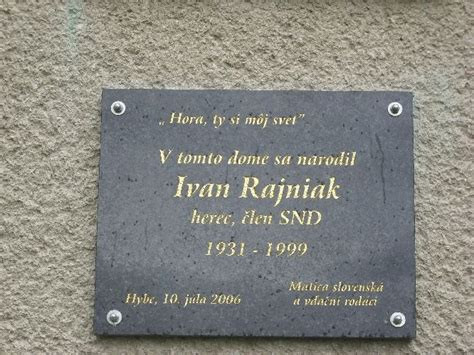 „Hora, ty si môj svet"
V tomto dome sa narodil
Ivan Rajniak
herec, člen SND
1931 - 1999
Hybe, 10. júla 2006
Matica slovenská
a vďační rodáci